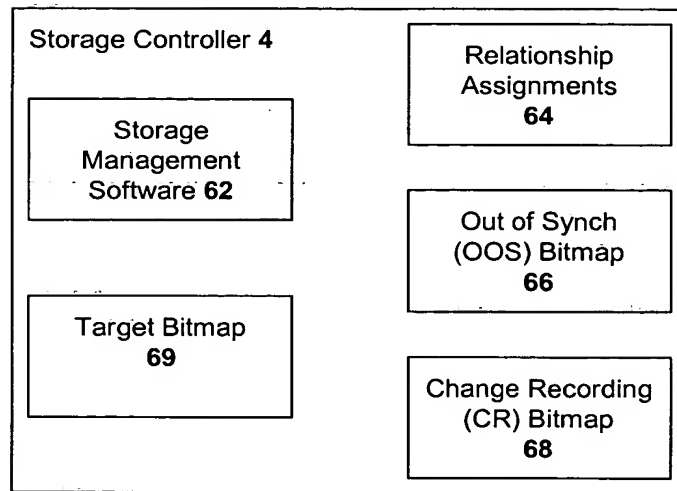 Storage Controller 4
Storage
Management
Software 62
Target Bitmap
69
Relationship
Assignments
64
Out of Synch
(OOS) Bitmap
66
Change Recording
(CR) Bitmap
68